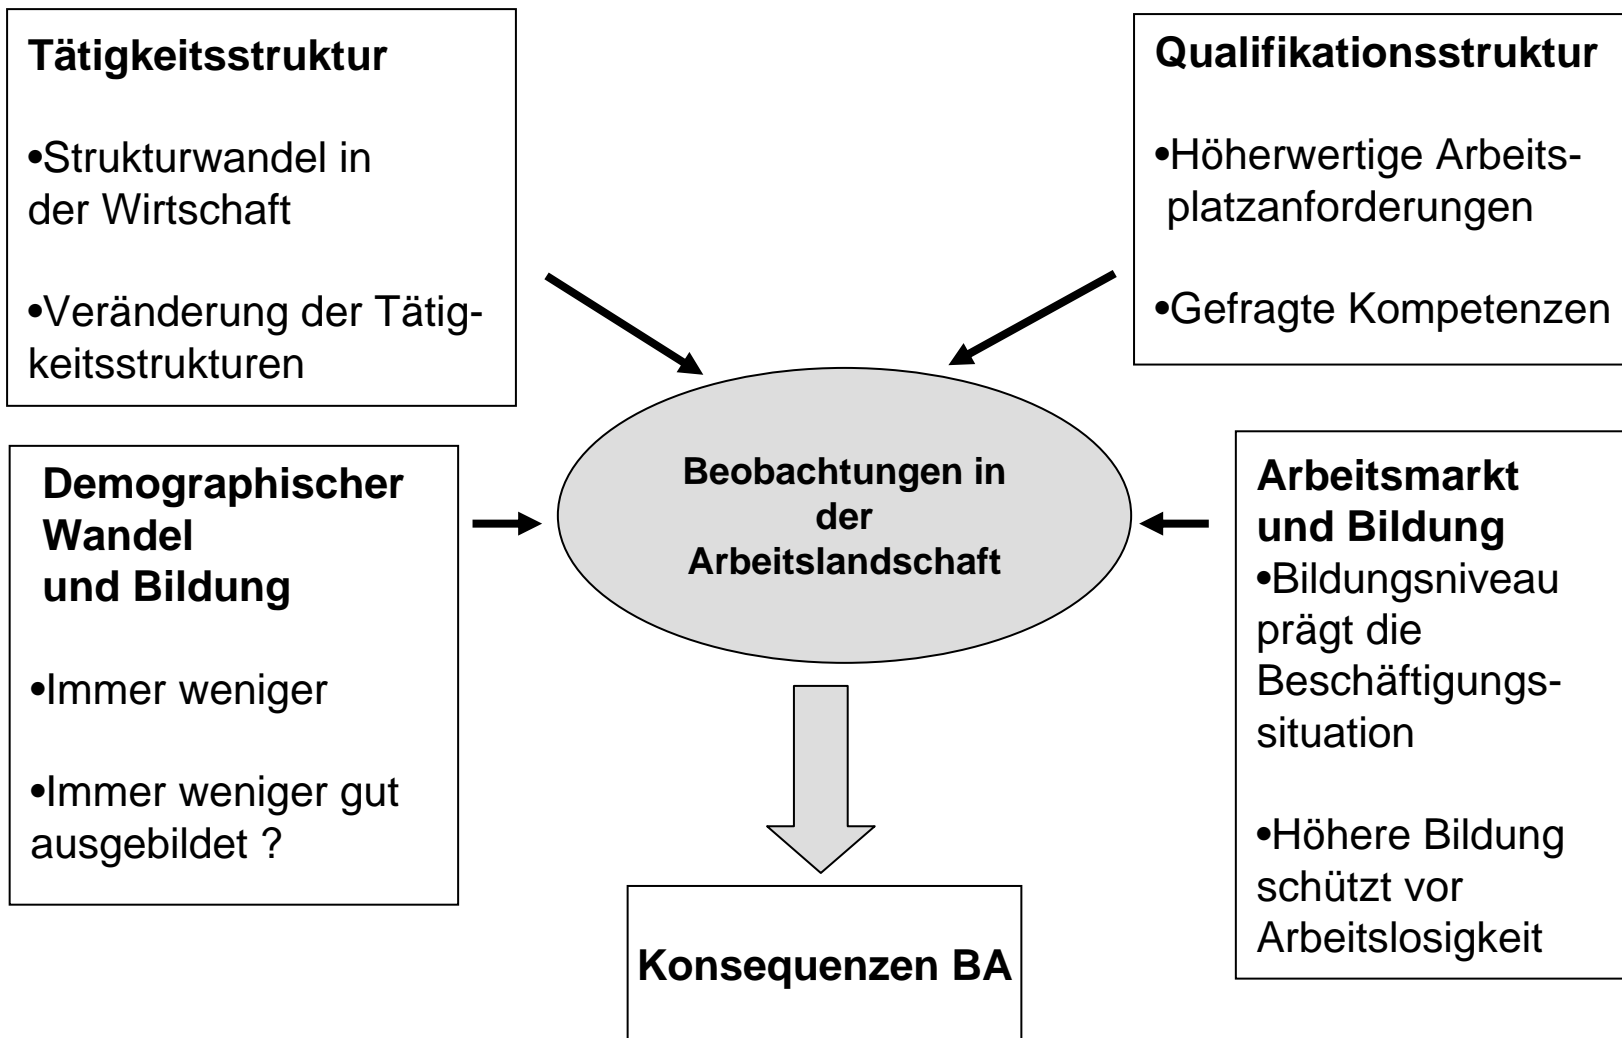 Tätigkeitsstruktur
•Strukturwandel in
der Wirtschaft
•Veränderung der Tätig-
keitsstrukturen
Qualifikationsstruktur
•Höherwertige Arbeits-
platzanforderungen
•Gefragte Kompetenzen
Demographischer
Wandel
und Bildung
•Immer weniger
•Immer weniger gut
ausgebildet ?
Beobachtungen in
der
Arbeitslandschaft
Arbeitsmarkt
und Bildung
•Bildungsniveau
prägt die
Beschäftigungs-
situation
•Höhere Bildung
schützt vor
Arbeitslosigkeit
Konsequenzen BA